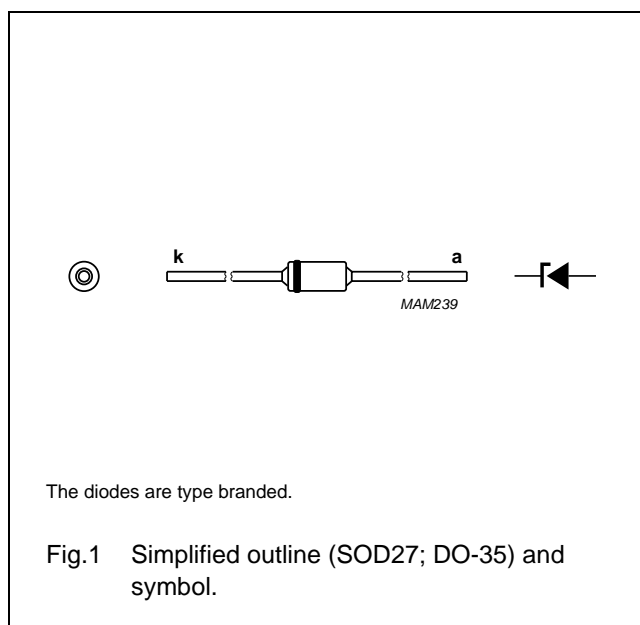 k
a
MAM239
The diodes are type branded.
Fig.1 Simplified outline (SOD27; DO-35) and
symbol.